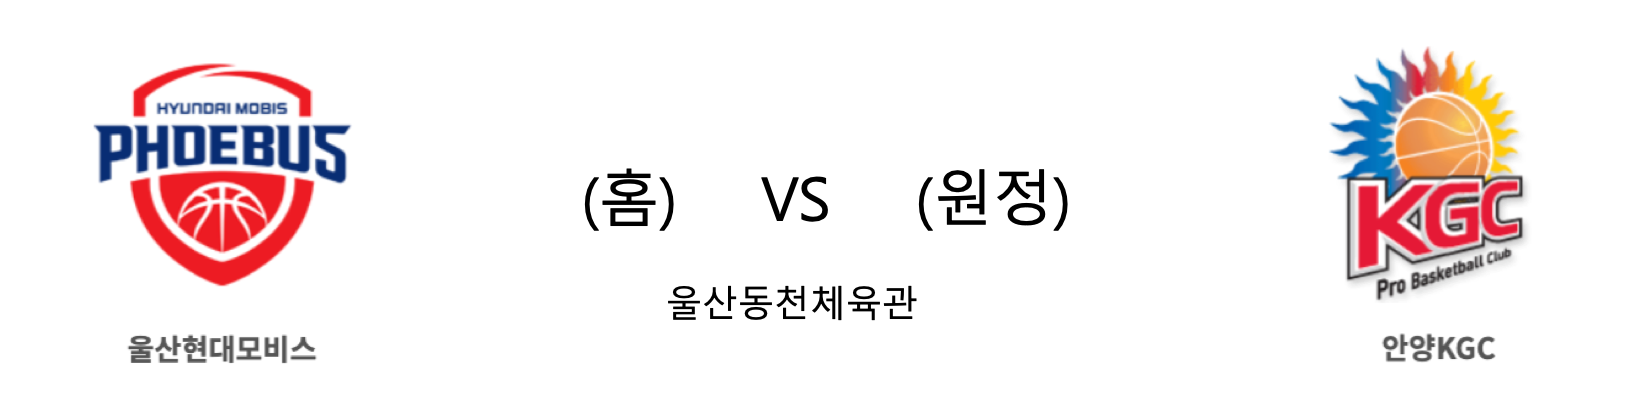 HYUNDAI MOBIS
PHOEBUS
울산현대모비스
(홈) VS (원정)
울산동천체육관
KGC
Pro Basketball Club
안양KGC